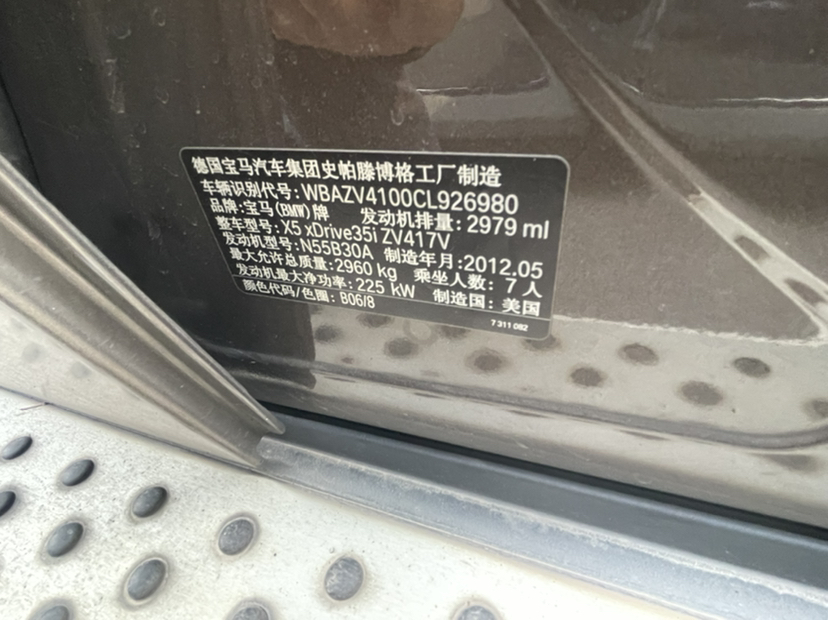 德国宝马汽车集团史帕滕博格工厂制造
车辆识别代号: WBAZV4100CL926980
品牌: 宝马(BMW)牌 发动机排量: 2979 ml
整车型号: X5 xDrive35i ZV417V
发动机型号: N55B30A 制造年月: 2012.05
最大允许总质量: 2960 kg 乘坐人数: 7 人
发动机最大净功率: 225 kW 制造国: 美国
颜色代码/色圈: B06/8
7 311 082